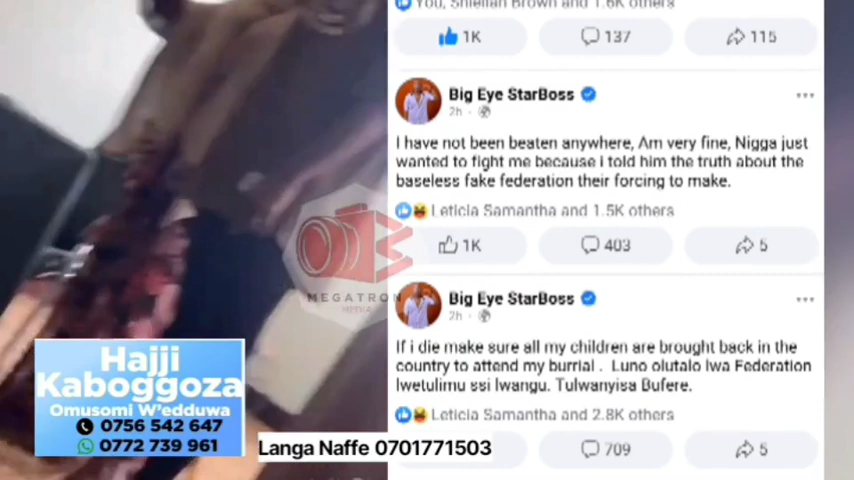 You, Shiellah Brown and 1.6K others
1K
137
115
Big Eye StarBoss
2h
I have not been beaten anywhere, Am very fine, Nigga just
wanted to fight me because i told him the truth about the
baseless fake federation their forcing to make.
Leticia Samantha and 1.5K others
1K
403
5
MEGATRON
MEDIA
Big Eye StarBoss
2h
If i die make sure all my children are brought back in the
country to attend my burrial . Luno olutalo lwa Federation
lwetulimu ssi lwangu. Tulwanyisa Bufere.
Leticia Samantha and 2.8K others
709
5
Hajji
Kaboggoza
Omusomi W'edduwa
0756 542 647
0772 739 961
Langa Naffe 0701771503